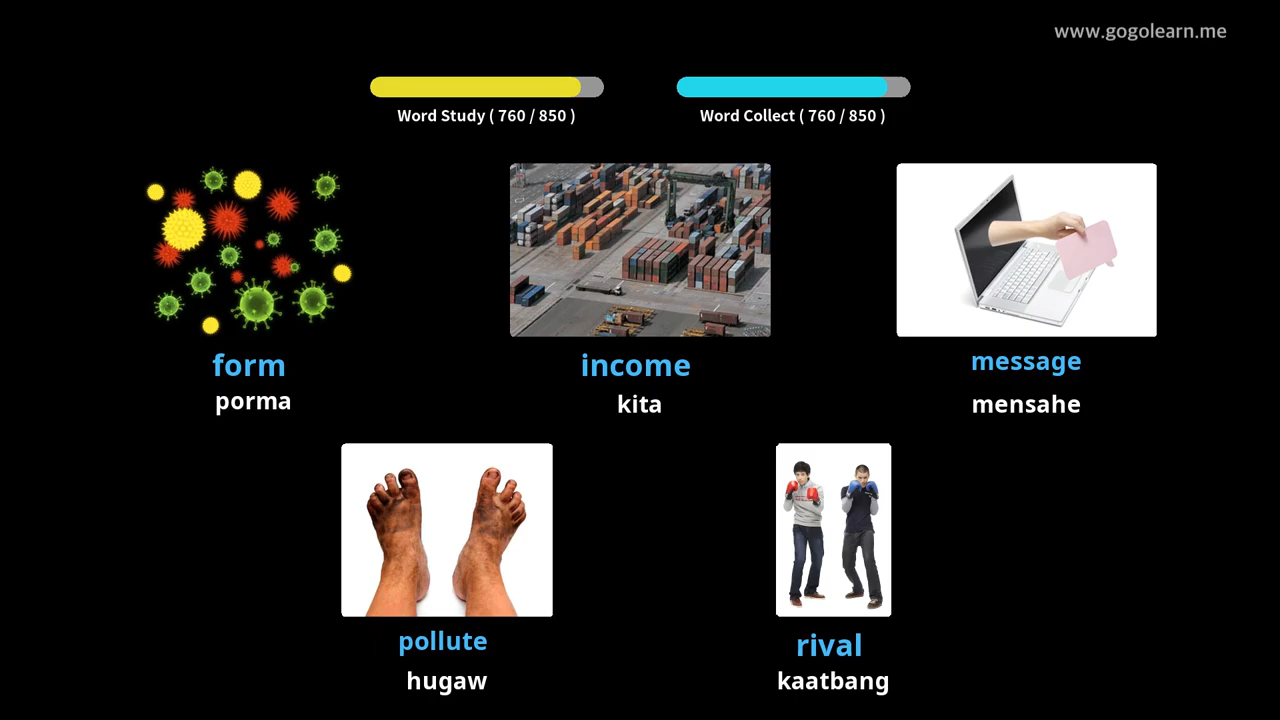 www.gogolearn.me
Word Study ( 760 / 850 )
Word Collect ( 760 / 850 )
form
porma
income
kita
message
mensahe
pollute
hugaw
rival
kaatbang